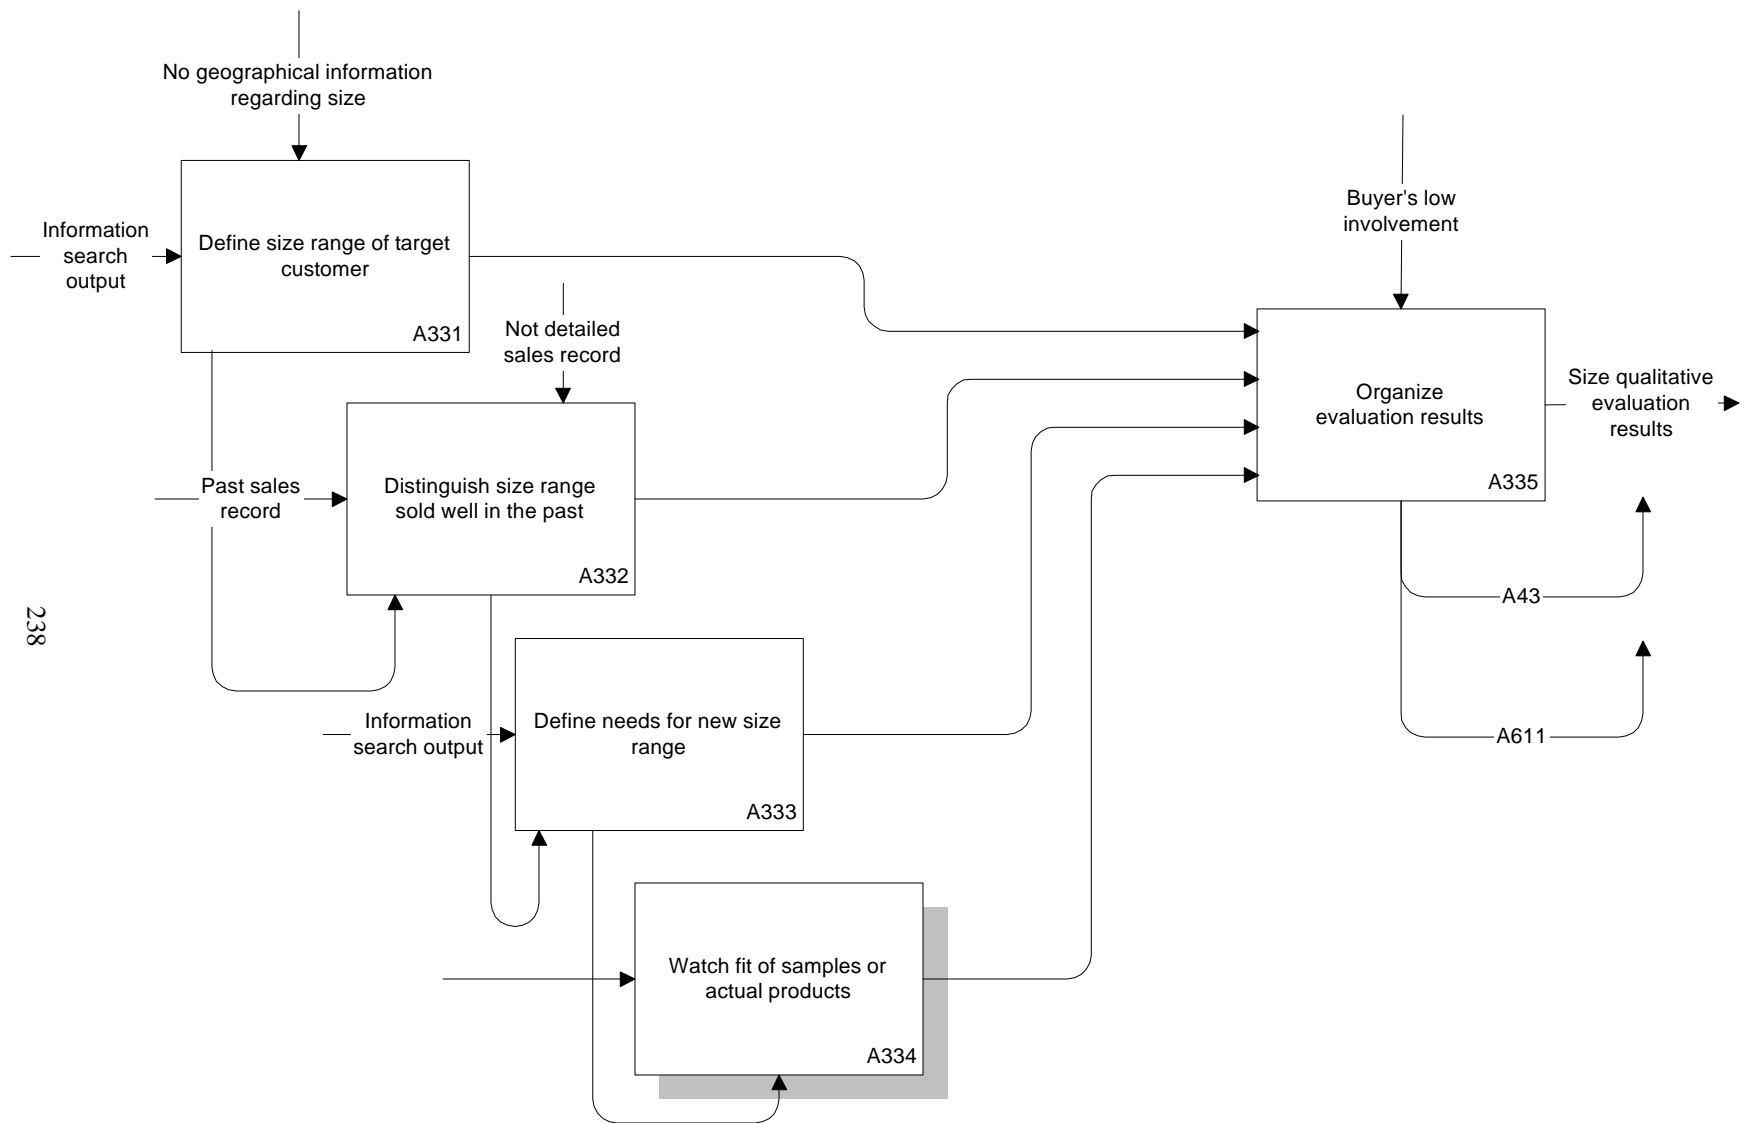 No geographical information
regarding size
Information
search
output
Define size range of target
customer
A331
Not detailed
sales record
Past sales
record
Distinguish size range
sold well in the past
A332
Information
search output
Define needs for new size
range
A333
Watch fit of samples or
actual products
A334
Buyer's low
involvement
Organize
evaluation results
A335
Size qualitative
evaluation
results
A43
A611
238